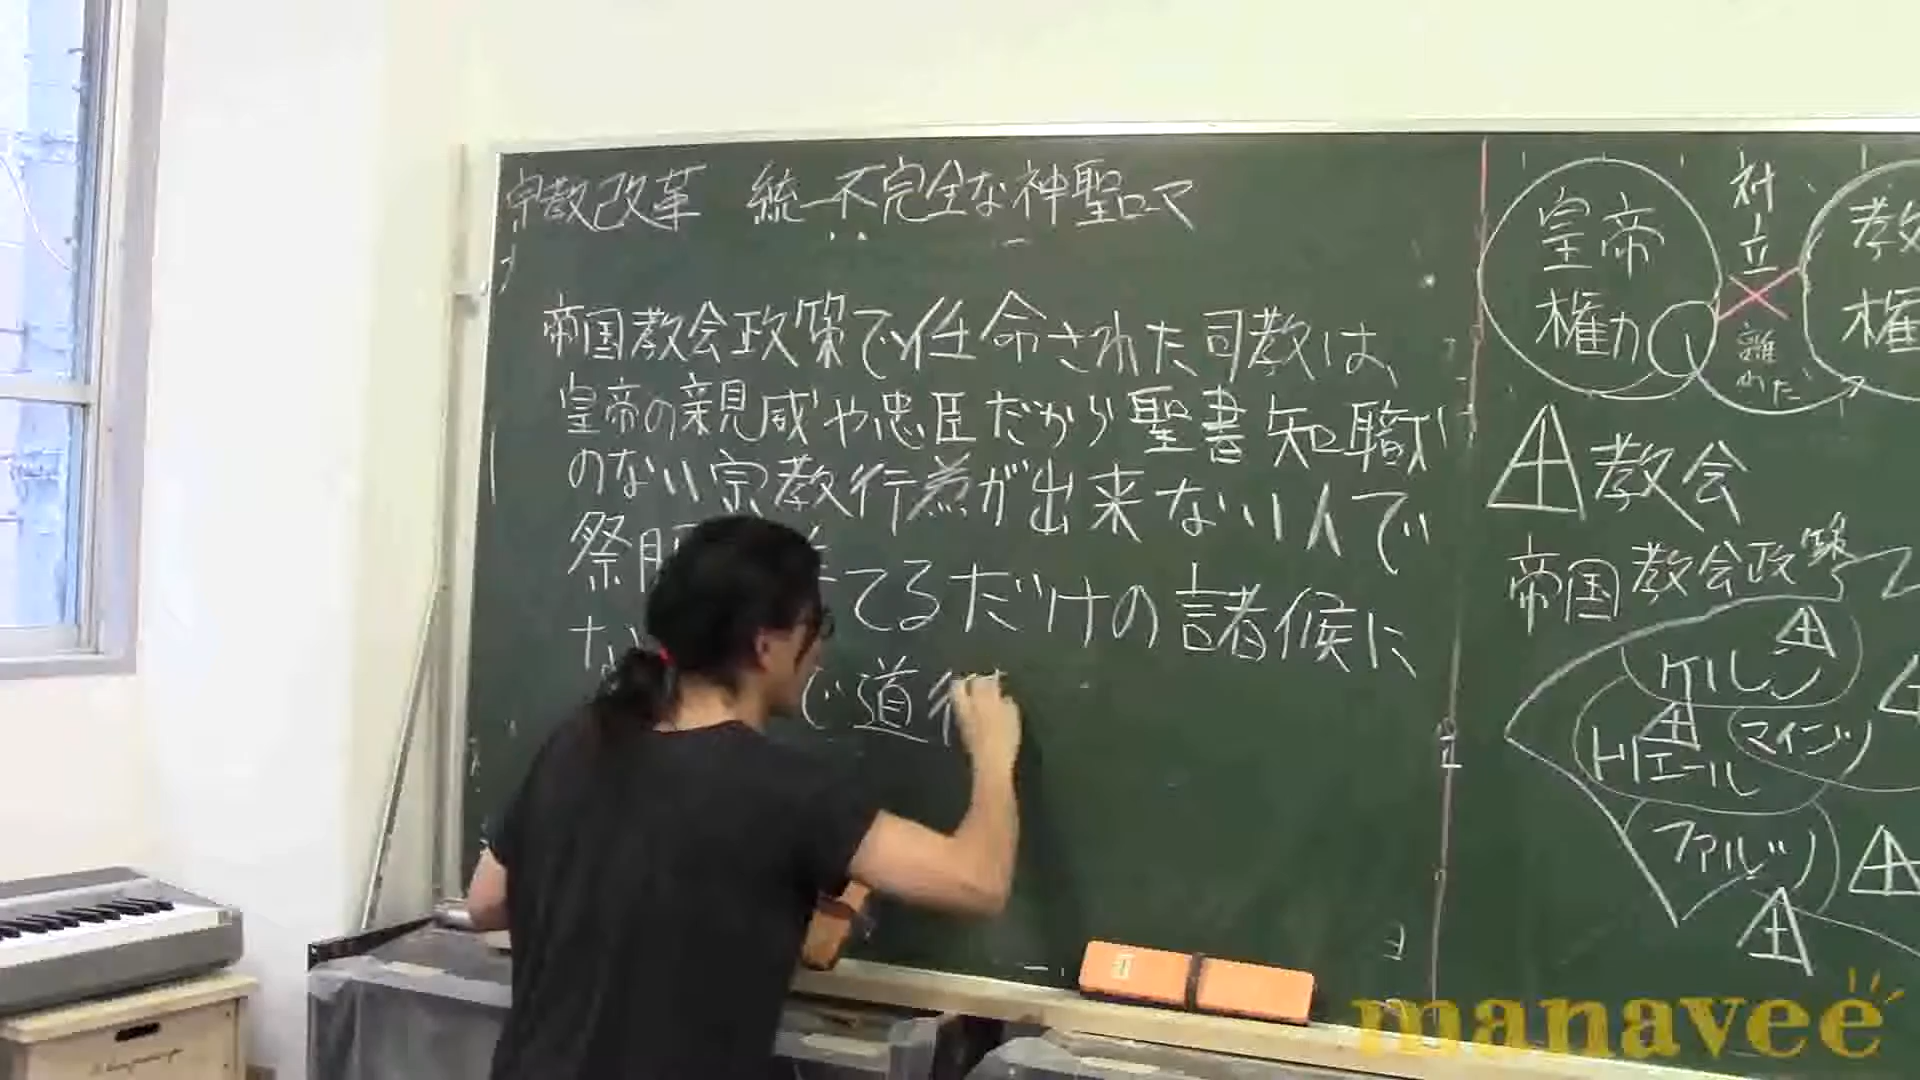 宗教改革 統一不完全な神聖ローマ
帝国教会政策で任命された司教は、
皇帝の親戚や忠臣だから聖書知識
のない宗教行為が出来ない人で
祭服 てるだけの諸候に
な で道
皇帝
権力
対立
離れた
教
権
教会
帝国教会政策
ケルン
トリエール
マインツ
ファルツ
manavee